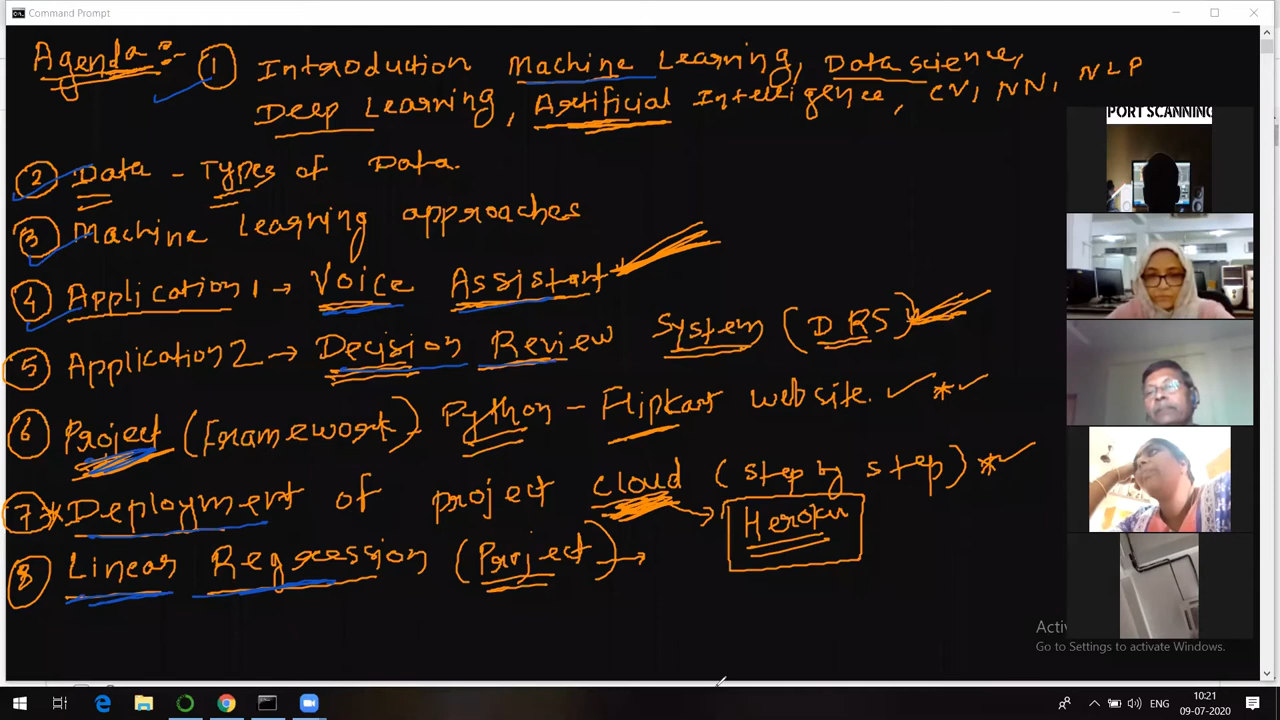 Command Prompt
Agenda :- ① Introduction Machine Learning, Data science,
Deep Learning, Artificial Intelligence, CV, NN, NLP
② Data - Types of Data.
③ Machine Learning approaches
④ Application 1 → Voice Assistant
⑤ Application 2 → Decision Review System (DRS)
⑥ Project (Framework) Python - Flipkart website.
⑦ * Deployment of project cloud (step by step) *
→ Heroku
⑧ Linear Regression (Project) →
PORT SCANNING
Go to Settings to activate Windows.
ENG
10:21
09-07-2020